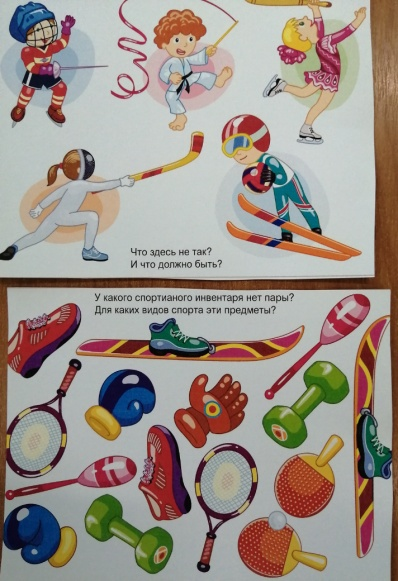 Что здесь не так?
И что должно быть?
У какого спортианого инвентаря нет пары?
Для каких видов спорта эти предметы?